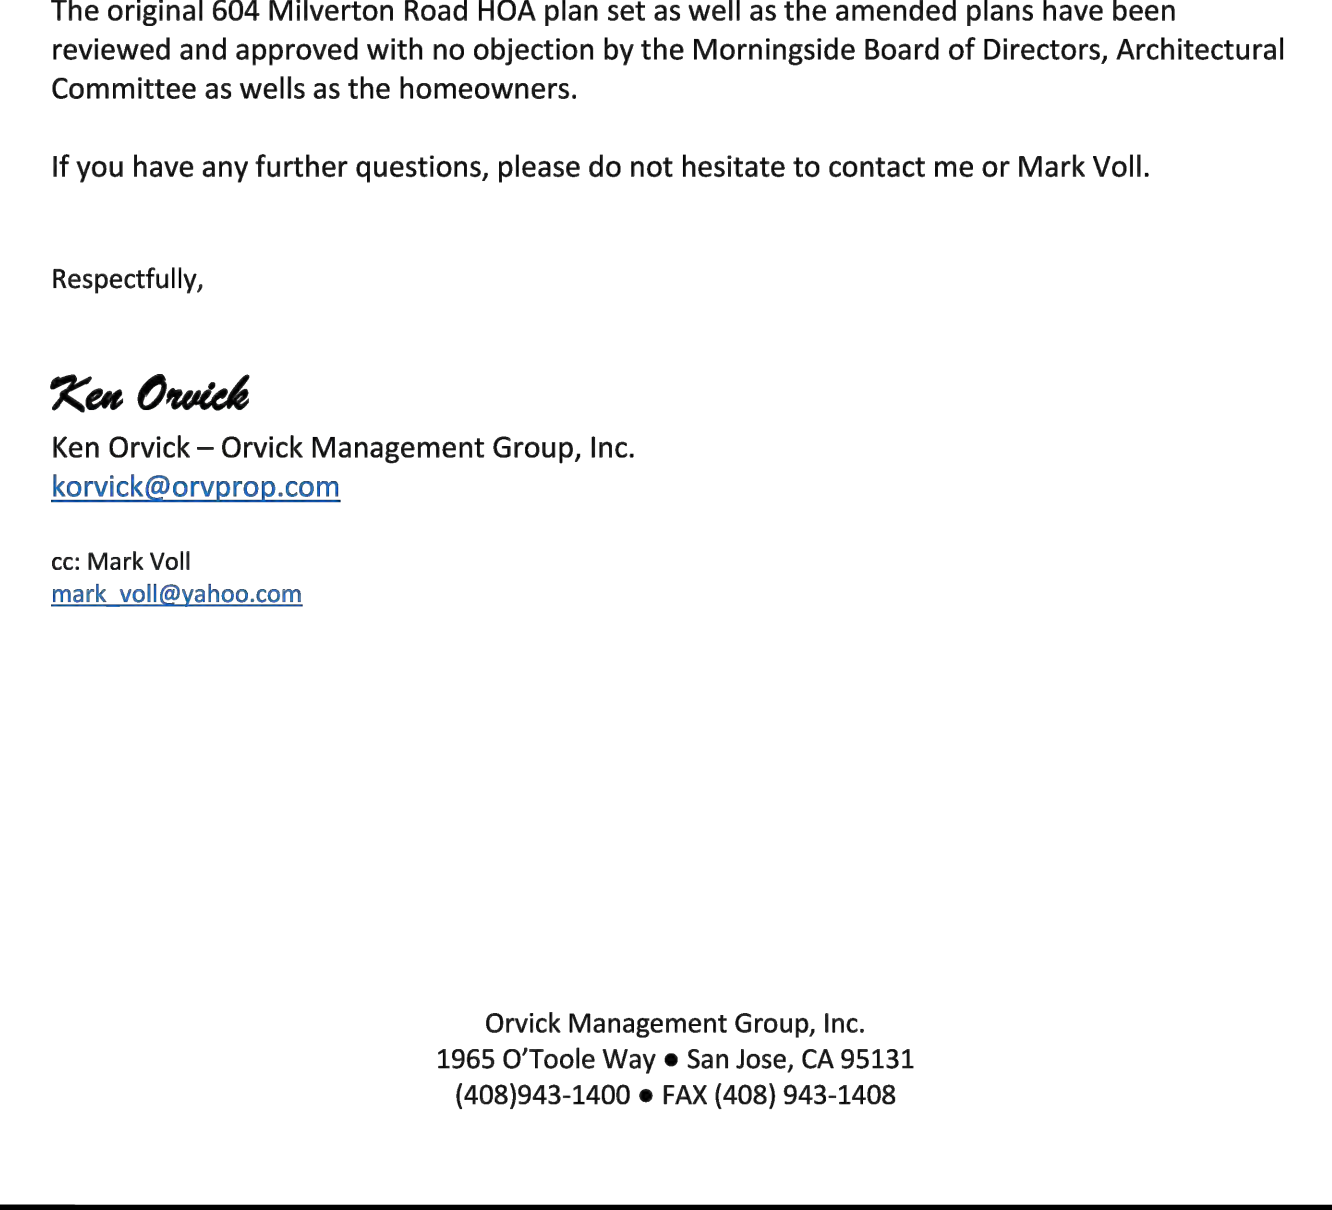 The original 604 Milverton Road HOA plan set as well as the amended plans have been
reviewed and approved with no objection by the Morningside Board of Directors, Architectural
Committee as wells as the homeowners.
If you have any further questions, please do not hesitate to contact me or Mark Voll.
Respectfully,
Ken Orvick
Ken Orvick – Orvick Management Group, Inc.
korvick@orvprop.com
cc: Mark Voll
mark_voll@yahoo.com
Orvick Management Group, Inc.
1965 O’Toole Way ● San Jose, CA 95131
(408)943-1400 ● FAX (408) 943-1408